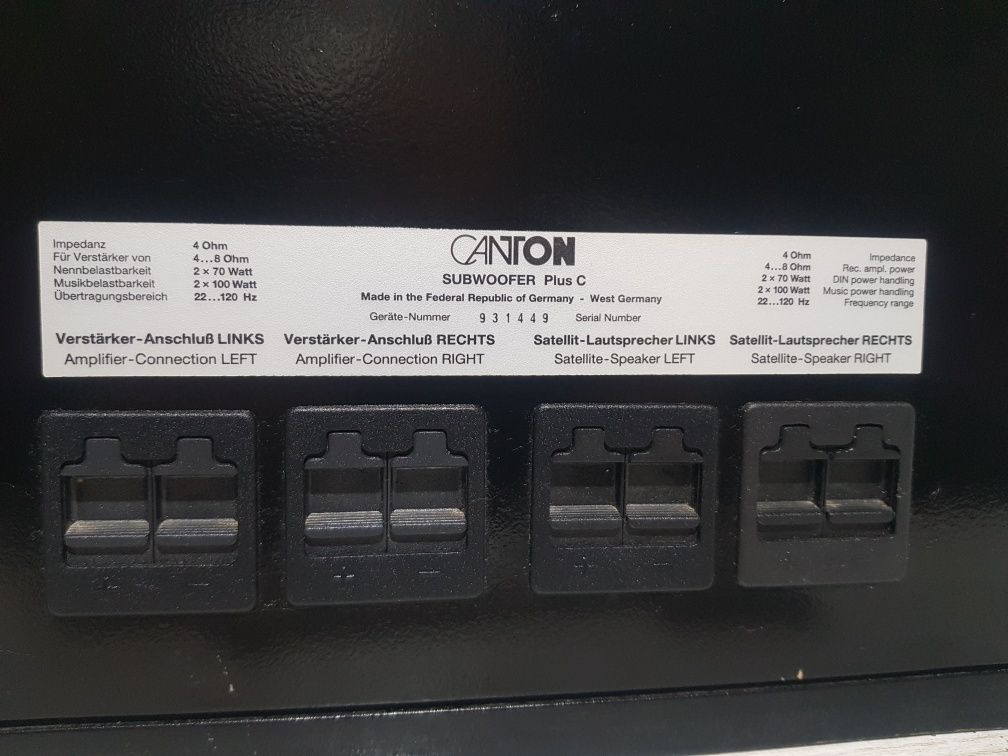 CANTON
SUBWOOFER Plus C
Made in the Federal Republic of Germany - West Germany
Geräte-Nummer 931449 Serial Number
Impedanz 4 Ohm
Für Verstärker von 4...8 Ohm
Nennbelastbarkeit 2 × 70 Watt
Musikbelastbarkeit 2 × 100 Watt
Übertragungsbereich 22...120 Hz
4 Ohm Impedance
4...8 Ohm Rec. ampl. power
2 × 70 Watt DIN power handling
2 × 100 Watt Music power handling
22...120 Hz Frequency range
Verstärker-Anschluß LINKS Verstärker-Anschluß RECHTS Satellit-Lautsprecher LINKS Satellit-Lautsprecher RECHTS
Amplifier-Connection LEFT Amplifier-Connection RIGHT Satellite-Speaker LEFT Satellite-Speaker RIGHT
+ − + − + −